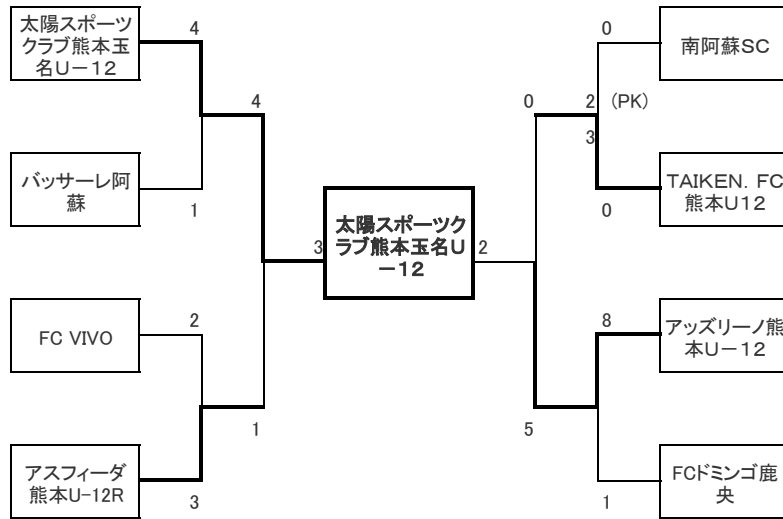 太陽スポーツ
クラブ熊本玉
名U－12
4
4
バッサーレ阿
蘇
1
FC VIVO
2
1
アスフィーダ
熊本U-12R
3
3
太陽スポーツク
ラブ熊本玉名U
－12
2
0
南阿蘇SC
0
2 (PK)
3
TAIKEN．FC
熊本U12
0
8
アッズリーノ熊
本U－12
5
FCドミンゴ鹿
央
1